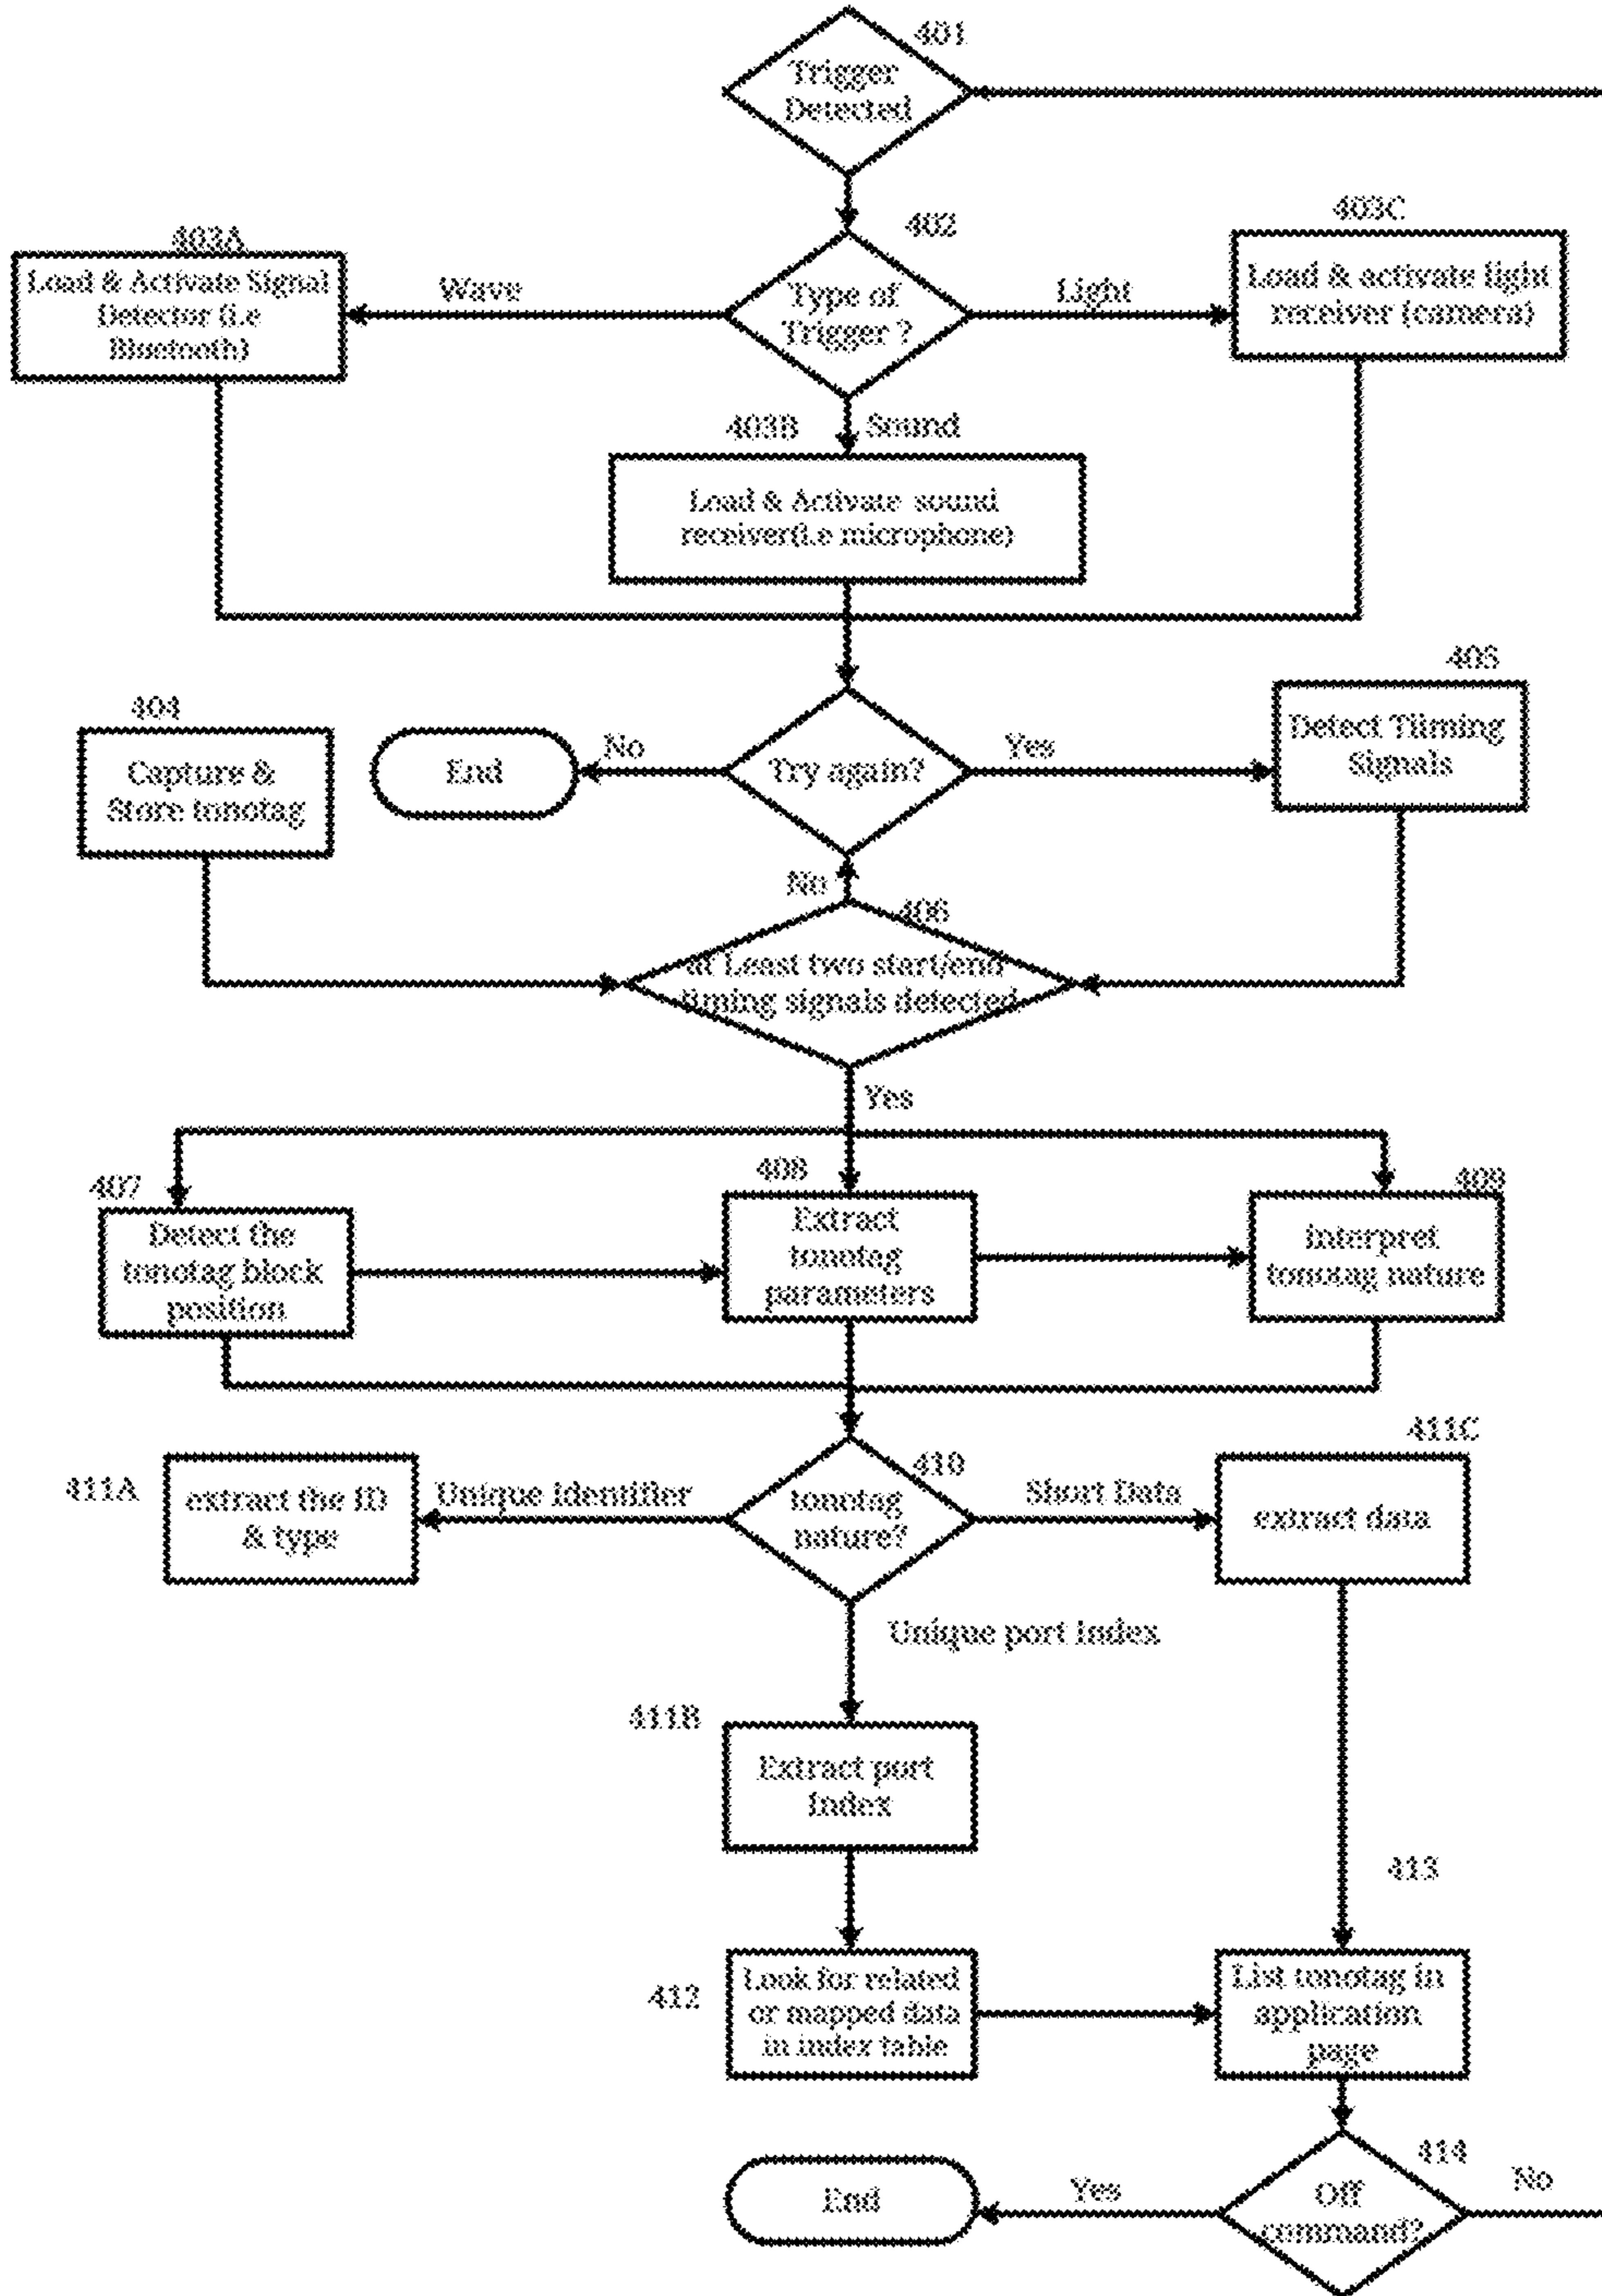 401
Trigger
Detected
402
403A
403C
Load & Activate Signal
Detector (i.e
Bluetooth)
Wave
Type of
Trigger ?
Light
Load & activate light
receiver (camera)
403B
Sound
Load & Activate sound
receiver(i.e microphone)
404
Capture &
Store tonotag
End
No
Try again?
Yes
405
Detect Tiiming
Signals
No
406
at Least two start/end
timing signals detected
Yes
407
Detect the
tonotag block
position
408
Extract
tonotag
parameters
409
interpret
tonotag nature
411A
extract the ID
& type
Unique Identifier
410
tonotag
nature?
Short Data
411C
extract data
Unique port Index
411B
Extract port
Index
412
Look for related
or mapped data
in index table
413
List tonotag in
application
page
End
Yes
414
Off
command?
No